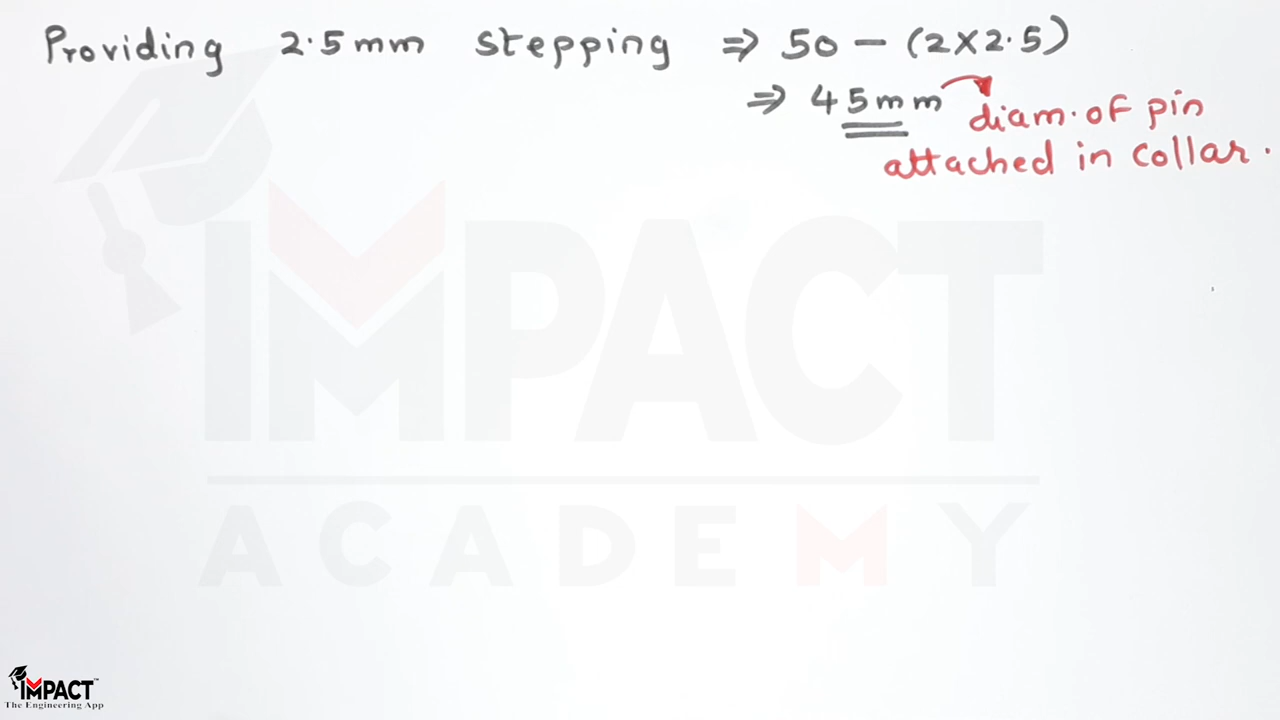 Providing 2.5mm stepping ⇒ 50 − (2×2.5)
⇒ 45mm
diam. of pin
attached in collar.
IMPACT
ACADEMY
IMPACT™
The Engineering App